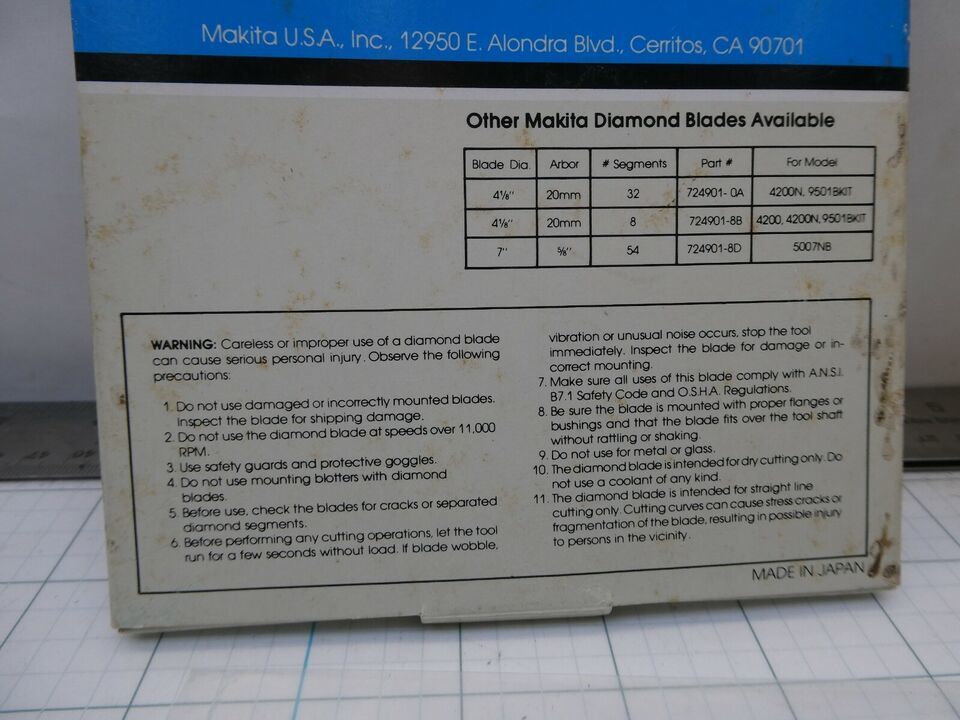 Makita U.S.A., Inc., 12950 E. Alondra Blvd., Cerritos, CA 90701
Other Makita Diamond Blades Available
Blade Dia. Arbor # Segments Part # For Model
4⅛" 20mm 32 724901-0A 4200N, 9501BKIT
4⅛" 20mm 8 724901-8B 4200, 4200N, 9501BKIT
7" ⅝" 54 724901-8D 5007NB
WARNING: Careless or improper use of a diamond blade
can cause serious personal injury. Observe the following
precautions:
1. Do not use damaged or incorrectly mounted blades.
Inspect the blade for shipping damage.
2. Do not use the diamond blade at speeds over 11,000
RPM.
3. Use safety guards and protective goggles.
4. Do not use mounting blotters with diamond
blades.
5. Before use, check the blades for cracks or separated
diamond segments.
6. Before performing any cutting operations, let the tool
run for a few seconds without load. If blade wobble,
vibration or unusual noise occurs, stop the tool
immediately. Inspect the blade for damage or in-
correct mounting.
7. Make sure all uses of this blade comply with A.N.S.I.
B7.1 Safety Code and O.S.H.A. Regulations.
8. Be sure the blade is mounted with proper flanges or
bushings and that the blade fits over the tool shaft
without rattling or shaking.
9. Do not use for metal or glass.
10. The diamond blade is intended for dry cutting only. Do
not use a coolant of any kind.
11. The diamond blade is intended for straight line
cutting only. Cutting curves can cause stress cracks or
fragmentation of the blade, resulting in possible injury
to persons in the vicinity.
MADE IN JAPAN